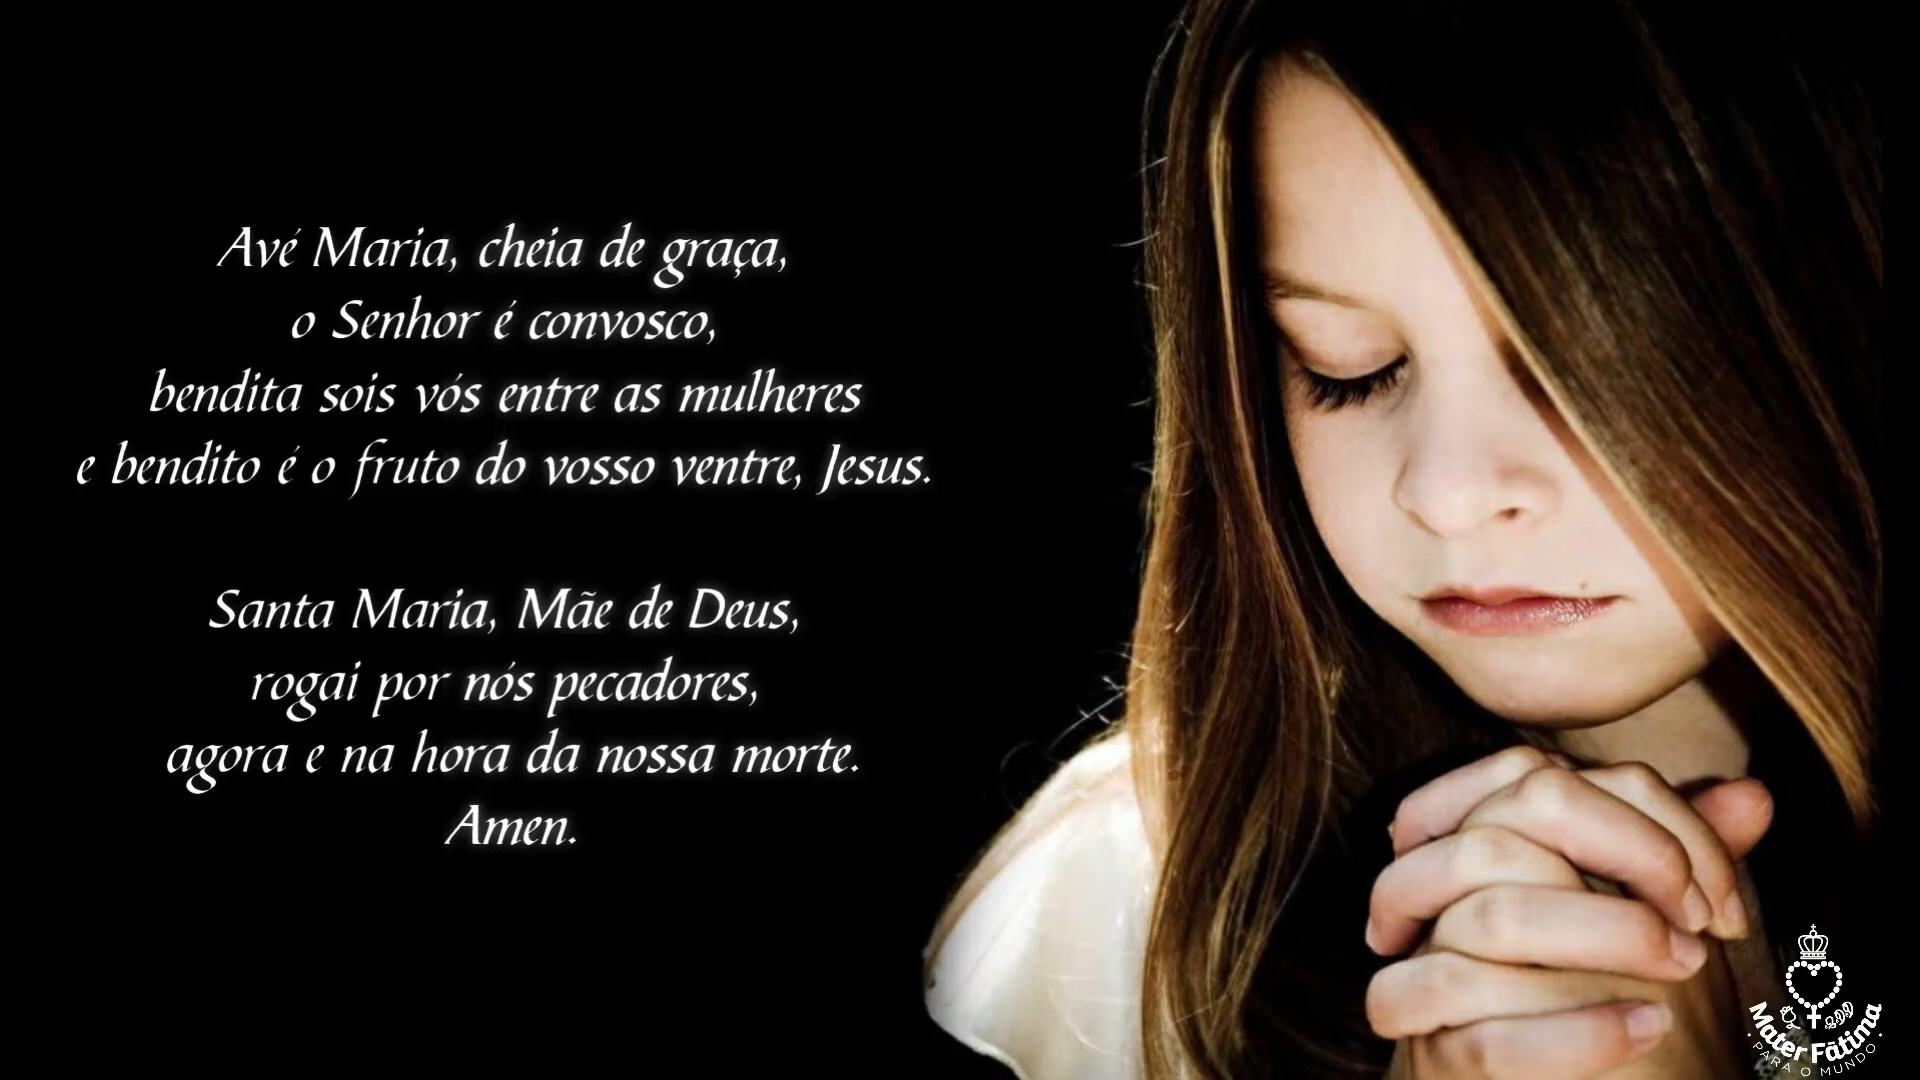 Avé Maria, cheia de graça,
o Senhor é convosco,
bendita sois vós entre as mulheres
e bendito é o fruto do vosso ventre, Jesus.
Santa Maria, Mãe de Deus,
rogai por nós pecadores,
agora e na hora da nossa morte.
Amen.
Mater Fátima
· PARA O MUNDO ·